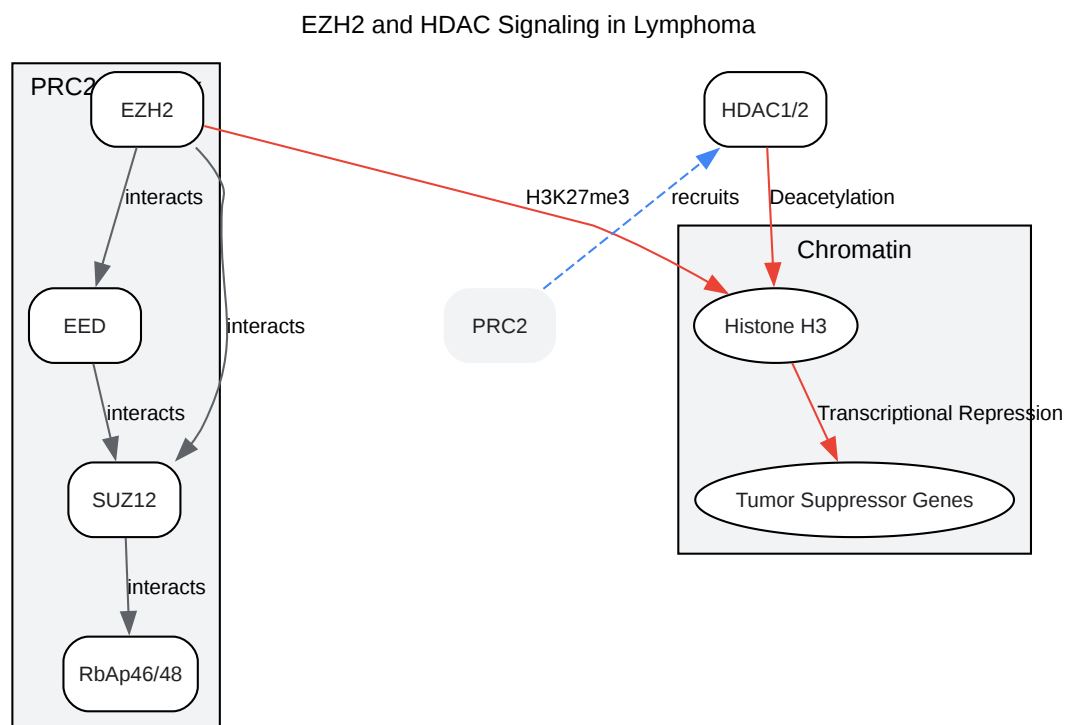 EZH2 and HDAC Signaling in Lymphoma
PRC2
EZH2
HDAC1/2
interacts
H3K27me3
recruits
Deacetylation
Chromatin
EED
interacts
PRC2
Histone H3
interacts
Transcriptional Repression
SUZ12
Tumor Suppressor Genes
interacts
RbAp46/48